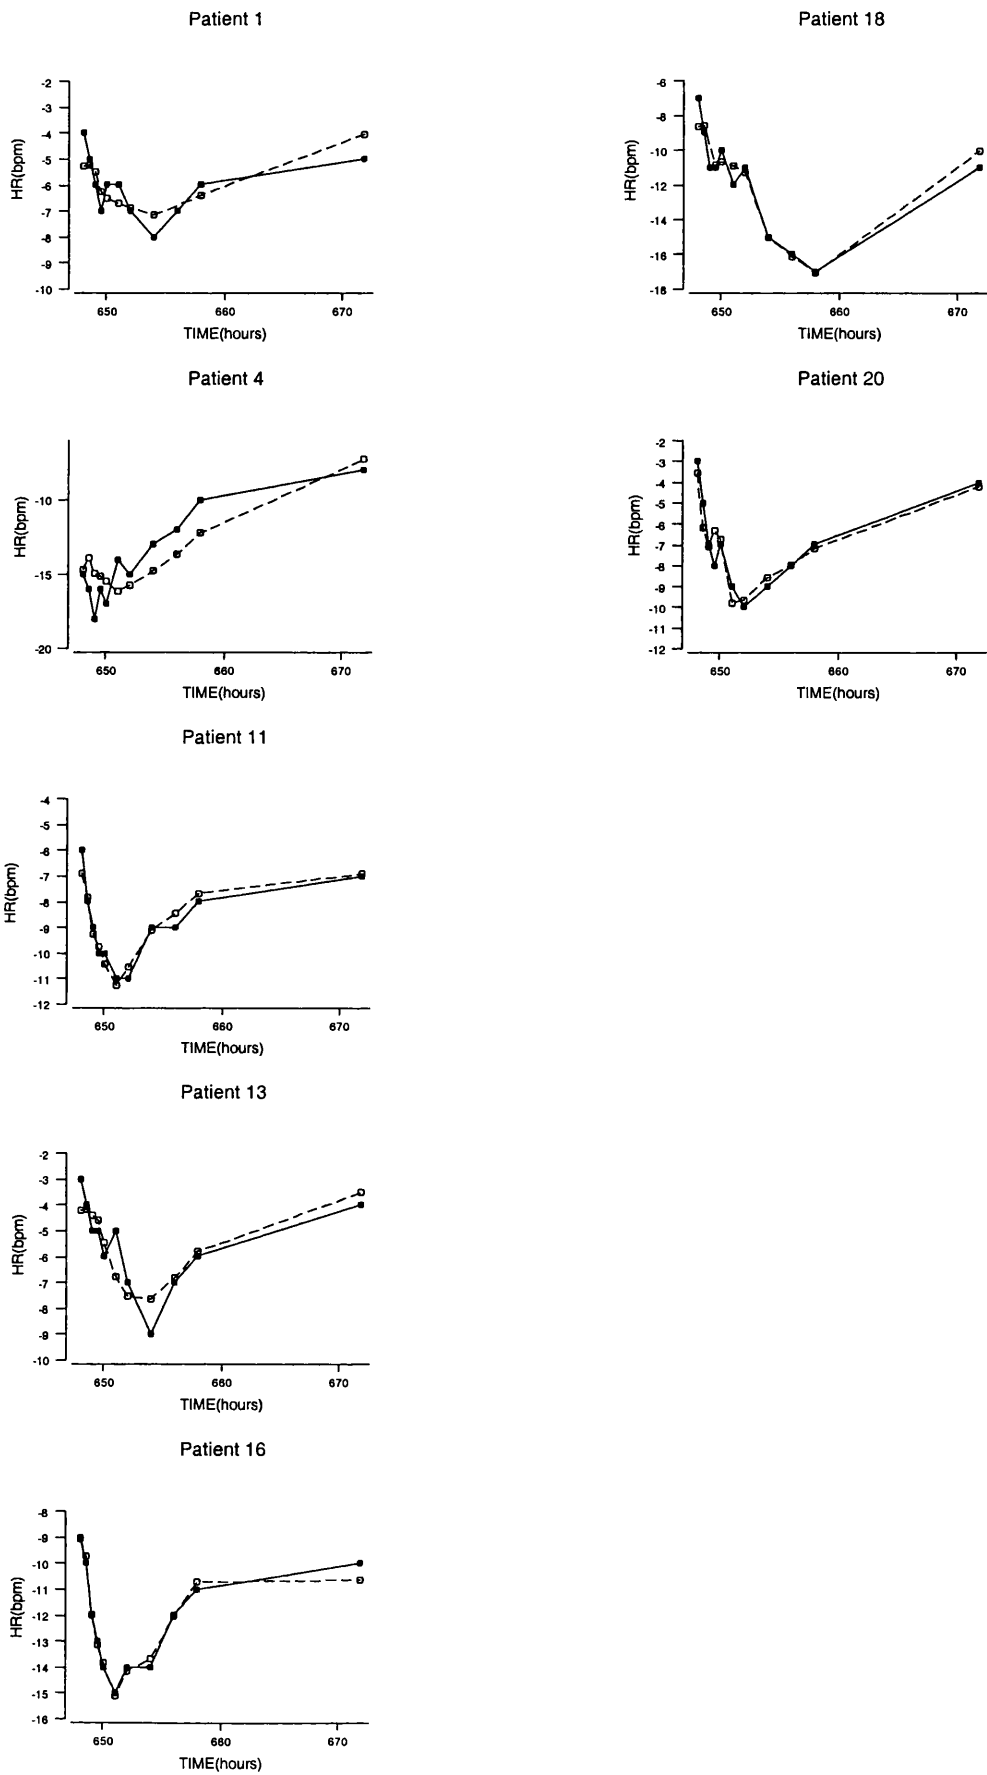 Patient 1
-2
-3
-4
-5
-6
-7
-8
-9
-10
HR(bpm)
650 660 670
TIME(hours)
Patient 18
-6
-8
-10
-12
-14
-16
-18
HR(bpm)
650 660 670
TIME(hours)
Patient 4
-10
-15
-20
HR(bpm)
650 660 670
TIME(hours)
Patient 20
-2
-3
-4
-5
-6
-7
-8
-9
-10
-11
-12
HR(bpm)
650 660 670
TIME(hours)
Patient 11
-4
-5
-6
-7
-8
-9
-10
-11
-12
HR(bpm)
650 660 670
TIME(hours)
Patient 13
-2
-3
-4
-5
-6
-7
-8
-9
-10
HR(bpm)
650 660 670
TIME(hours)
Patient 16
-8
-9
-10
-11
-12
-13
-14
-15
-16
HR(bpm)
650 660 670
TIME(hours)